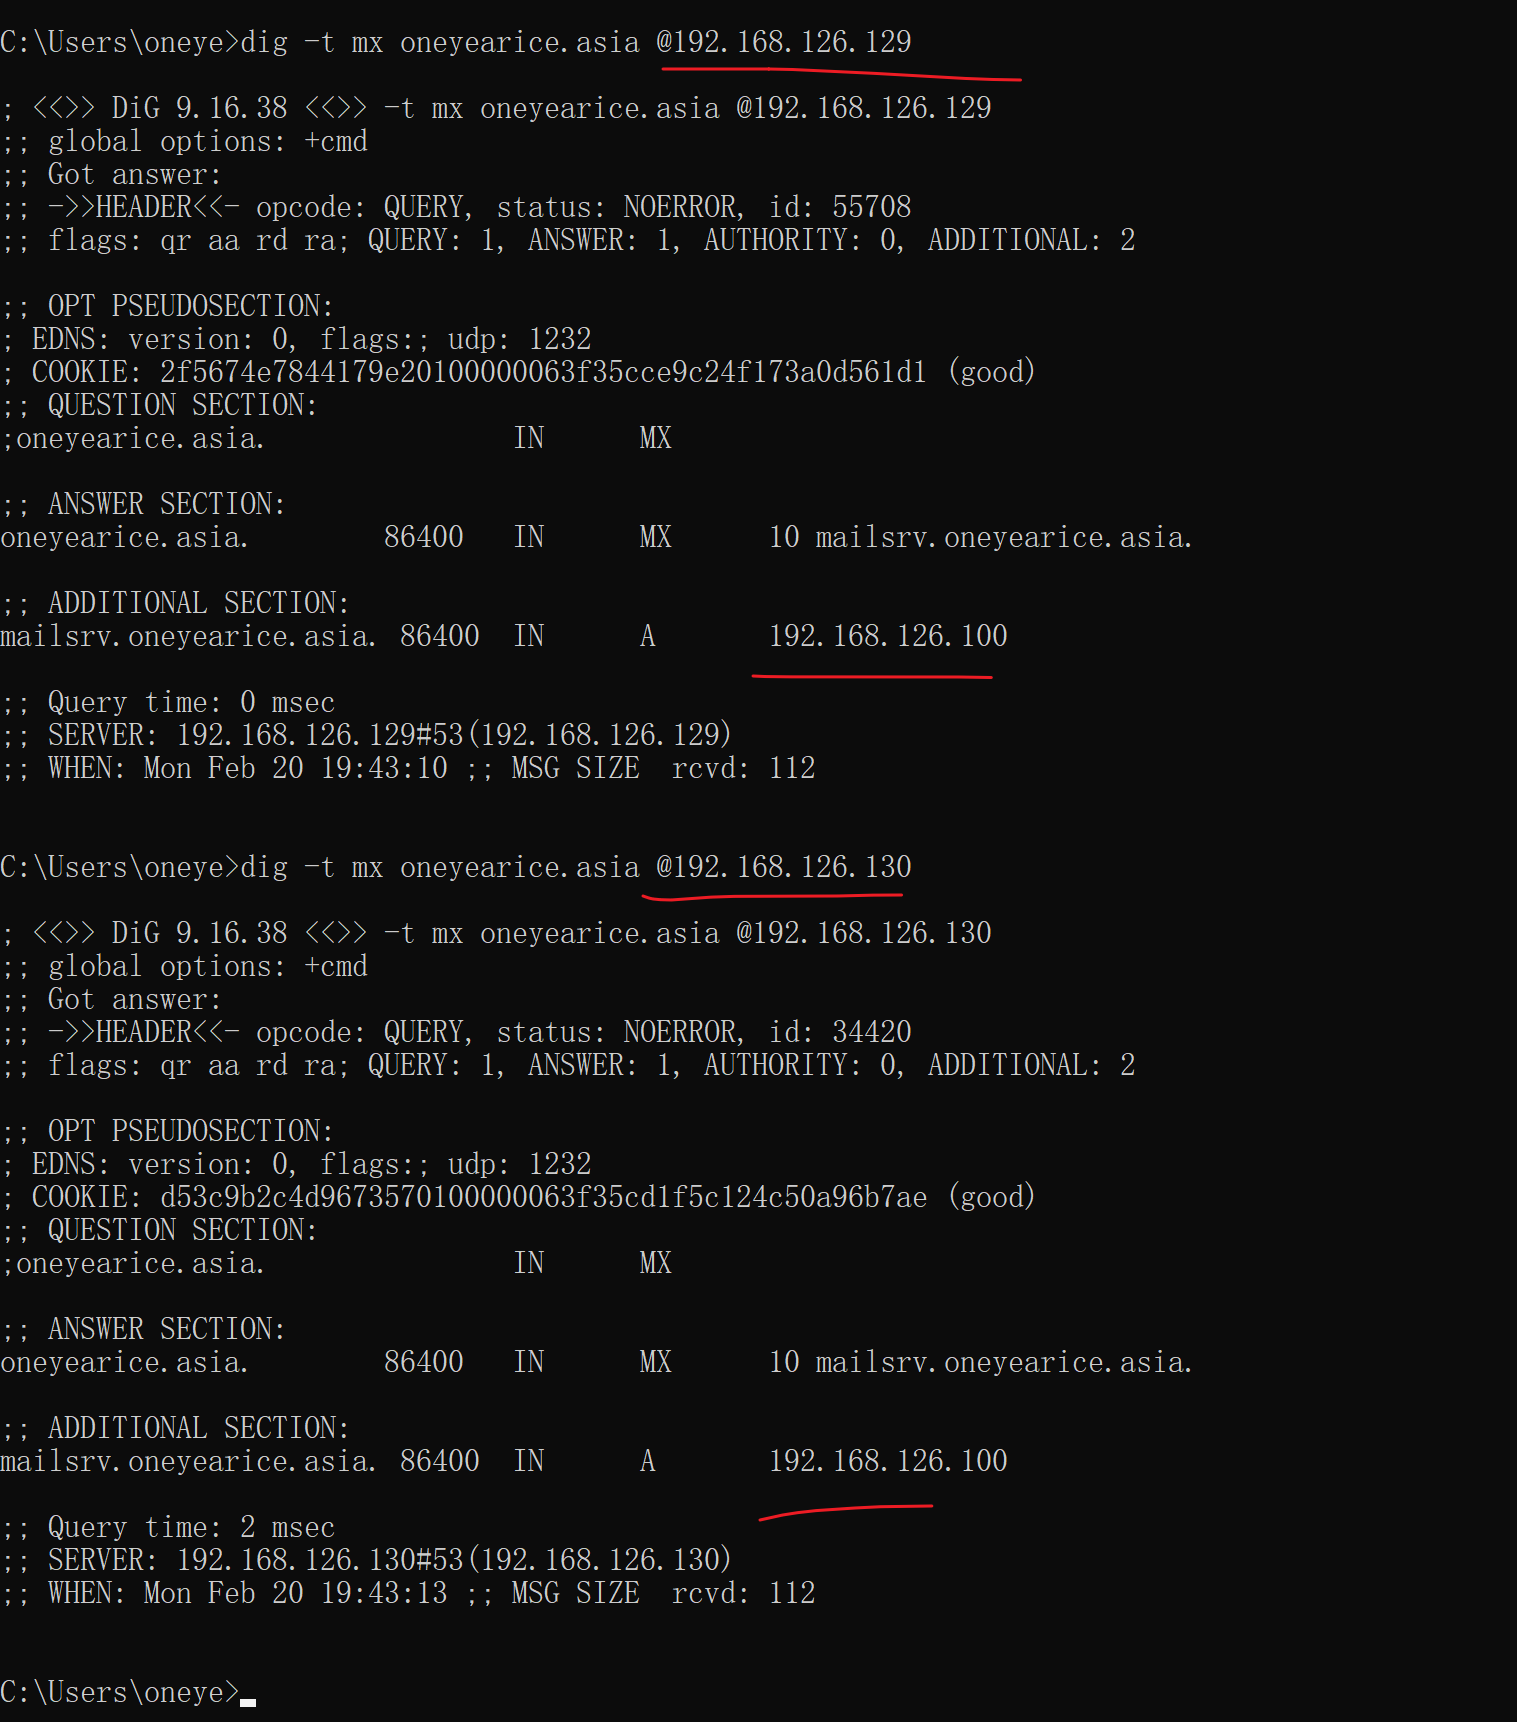 C:\Users\oneye>dig -t mx oneyearice.asia @192.168.126.129
; <<>> DiG 9.16.38 <<>> -t mx oneyearice.asia @192.168.126.129
;; global options: +cmd
;; Got answer:
;; ->>HEADER<<- opcode: QUERY, status: NOERROR, id: 55708
;; flags: qr aa rd ra; QUERY: 1, ANSWER: 1, AUTHORITY: 0, ADDITIONAL: 2
;; OPT PSEUDOSECTION:
; EDNS: version: 0, flags:; udp: 1232
; COOKIE: 2f5674e7844179e20100000063f35cce9c24f173a0d561d1 (good)
;; QUESTION SECTION:
;oneyearice.asia. IN MX
;; ANSWER SECTION:
oneyearice.asia. 86400 IN MX 10 mailsrv.oneyearice.asia.
;; ADDITIONAL SECTION:
mailsrv.oneyearice.asia. 86400 IN A 192.168.126.100
;; Query time: 0 msec
;; SERVER: 192.168.126.129#53(192.168.126.129)
;; WHEN: Mon Feb 20 19:43:10 ;; MSG SIZE  rcvd: 112
C:\Users\oneye>dig -t mx oneyearice.asia @192.168.126.130
; <<>> DiG 9.16.38 <<>> -t mx oneyearice.asia @192.168.126.130
;; global options: +cmd
;; Got answer:
;; ->>HEADER<<- opcode: QUERY, status: NOERROR, id: 34420
;; flags: qr aa rd ra; QUERY: 1, ANSWER: 1, AUTHORITY: 0, ADDITIONAL: 2
;; OPT PSEUDOSECTION:
; EDNS: version: 0, flags:; udp: 1232
; COOKIE: d53c9b2c4d9673570100000063f35cd1f5c124c50a96b7ae (good)
;; QUESTION SECTION:
;oneyearice.asia. IN MX
;; ANSWER SECTION:
oneyearice.asia. 86400 IN MX 10 mailsrv.oneyearice.asia.
;; ADDITIONAL SECTION:
mailsrv.oneyearice.asia. 86400 IN A 192.168.126.100
;; Query time: 2 msec
;; SERVER: 192.168.126.130#53(192.168.126.130)
;; WHEN: Mon Feb 20 19:43:13 ;; MSG SIZE  rcvd: 112
C:\Users\oneye>